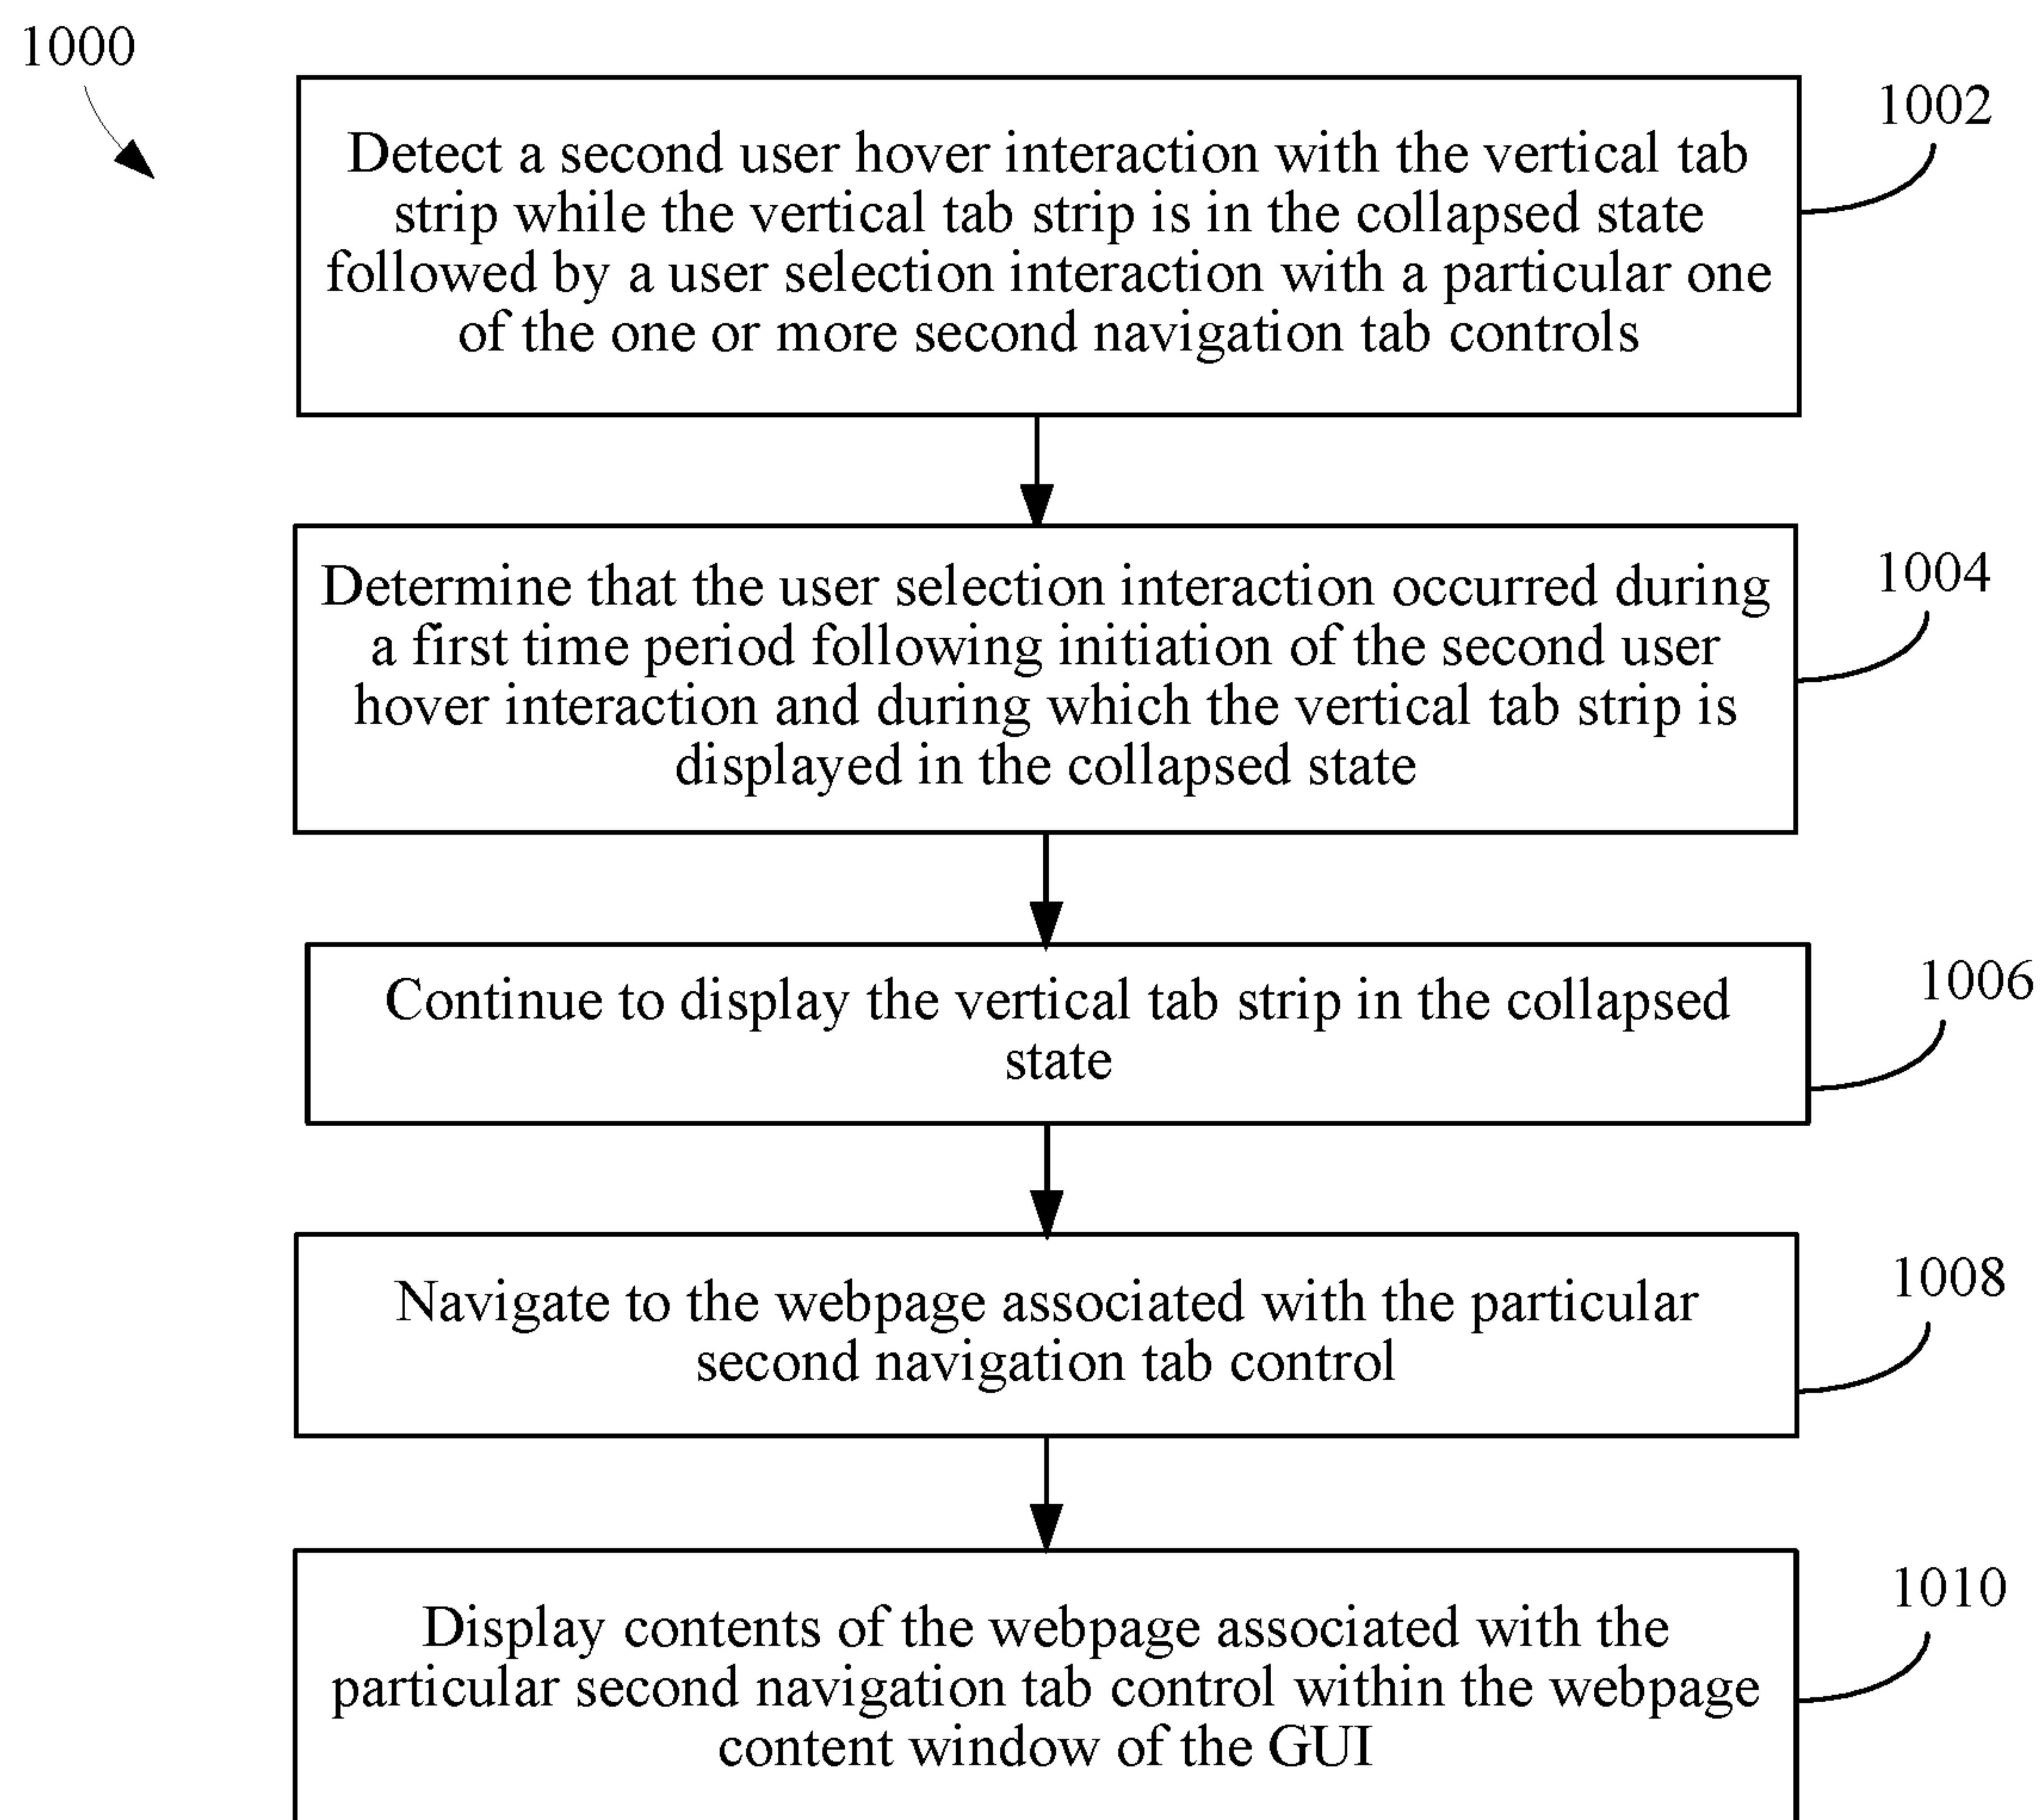 1000
1002
Detect a second user hover interaction with the vertical tab
strip while the vertical tab strip is in the collapsed state
followed by a user selection interaction with a particular one
of the one or more second navigation tab controls
1004
Determine that the user selection interaction occurred during
a first time period following initiation of the second user
hover interaction and during which the vertical tab strip is
displayed in the collapsed state
1006
Continue to display the vertical tab strip in the collapsed
state
1008
Navigate to the webpage associated with the particular
second navigation tab control
1010
Display contents of the webpage associated with the
particular second navigation tab control within the webpage
content window of the GUI